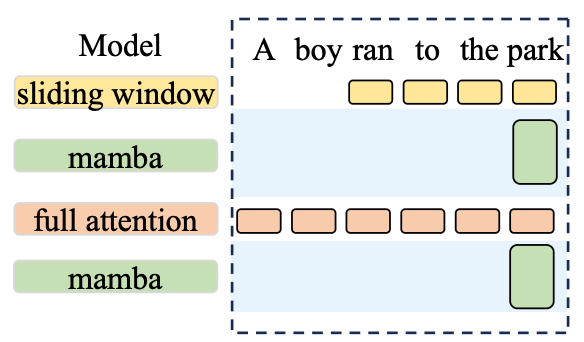 Model
A boy ran to the park
sliding window
mamba
full attention
mamba